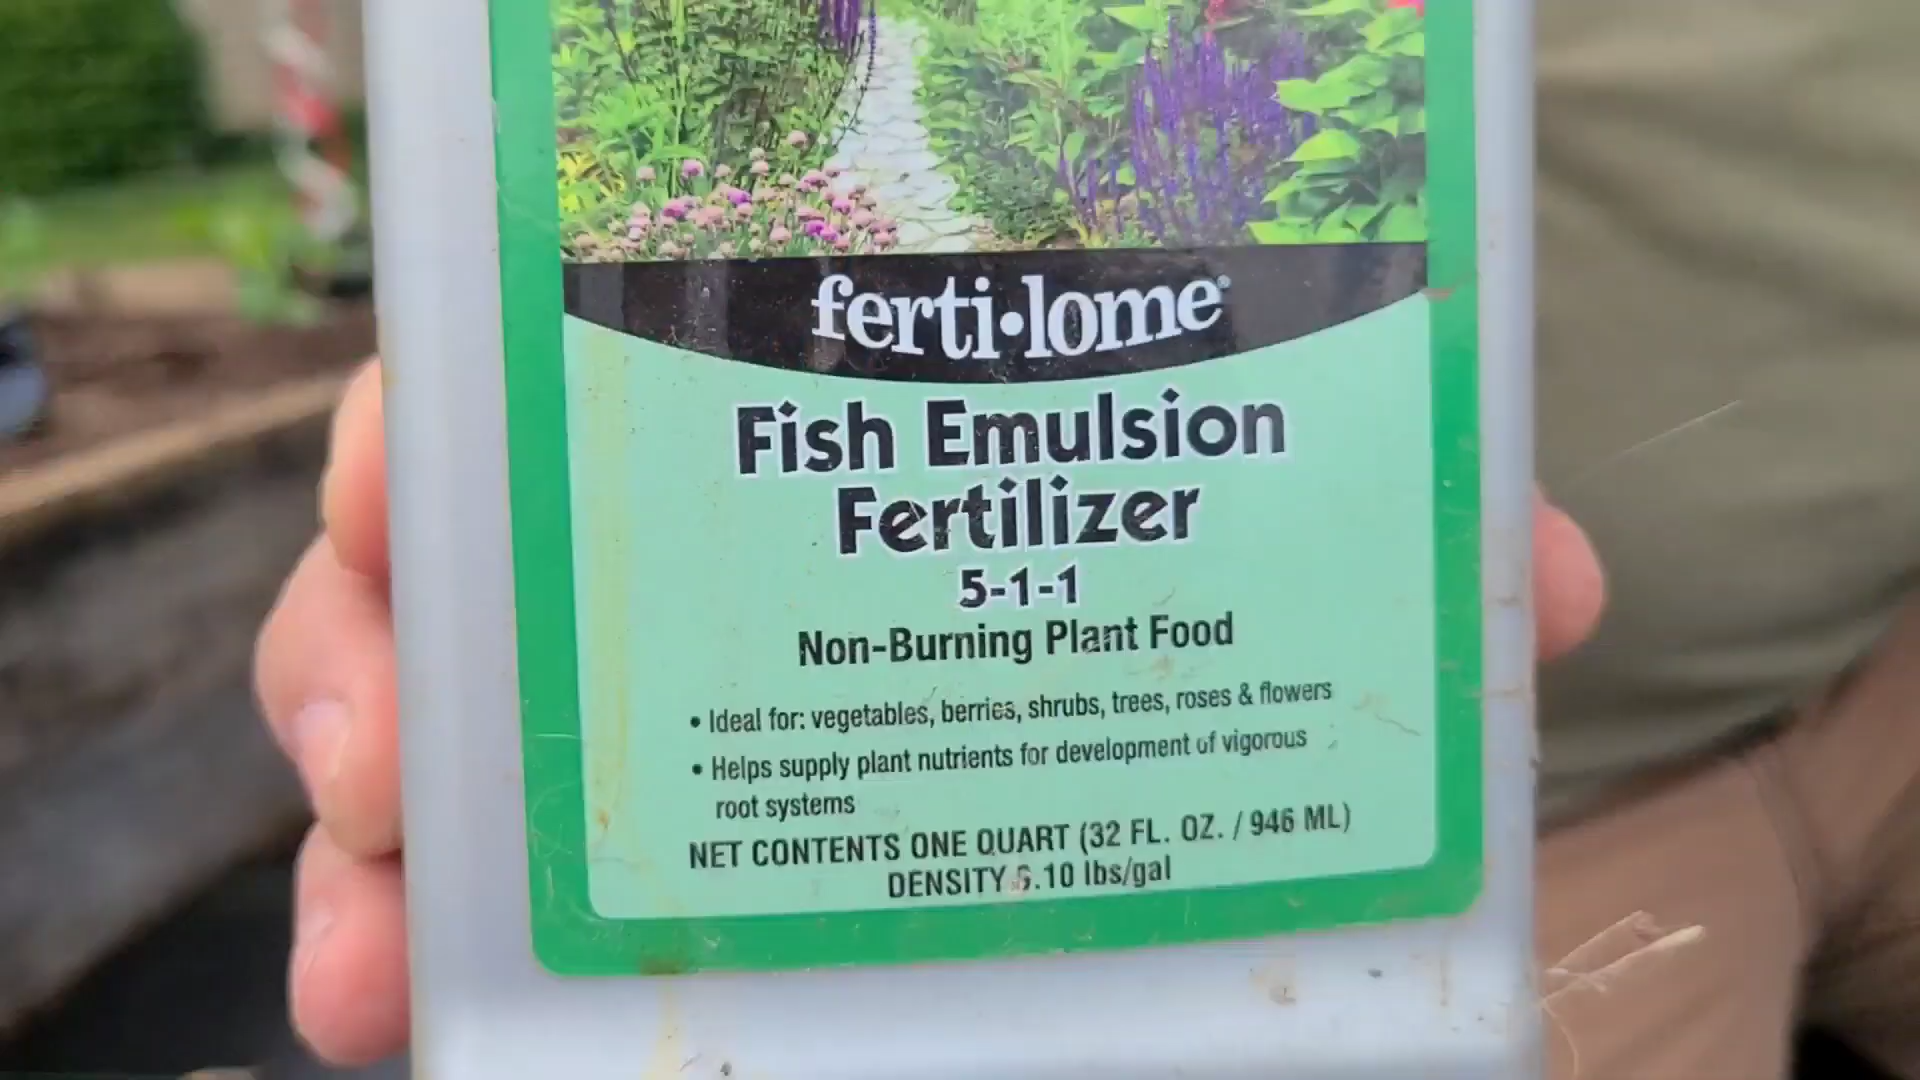 ferti•lome®
Fish Emulsion
Fertilizer
5-1-1
Non-Burning Plant Food
• Ideal for: vegetables, berries, shrubs, trees, roses & flowers
• Helps supply plant nutrients for development of vigorous
root systems
NET CONTENTS ONE QUART (32 FL. OZ. / 946 ML)
DENSITY .10 lbs/gal